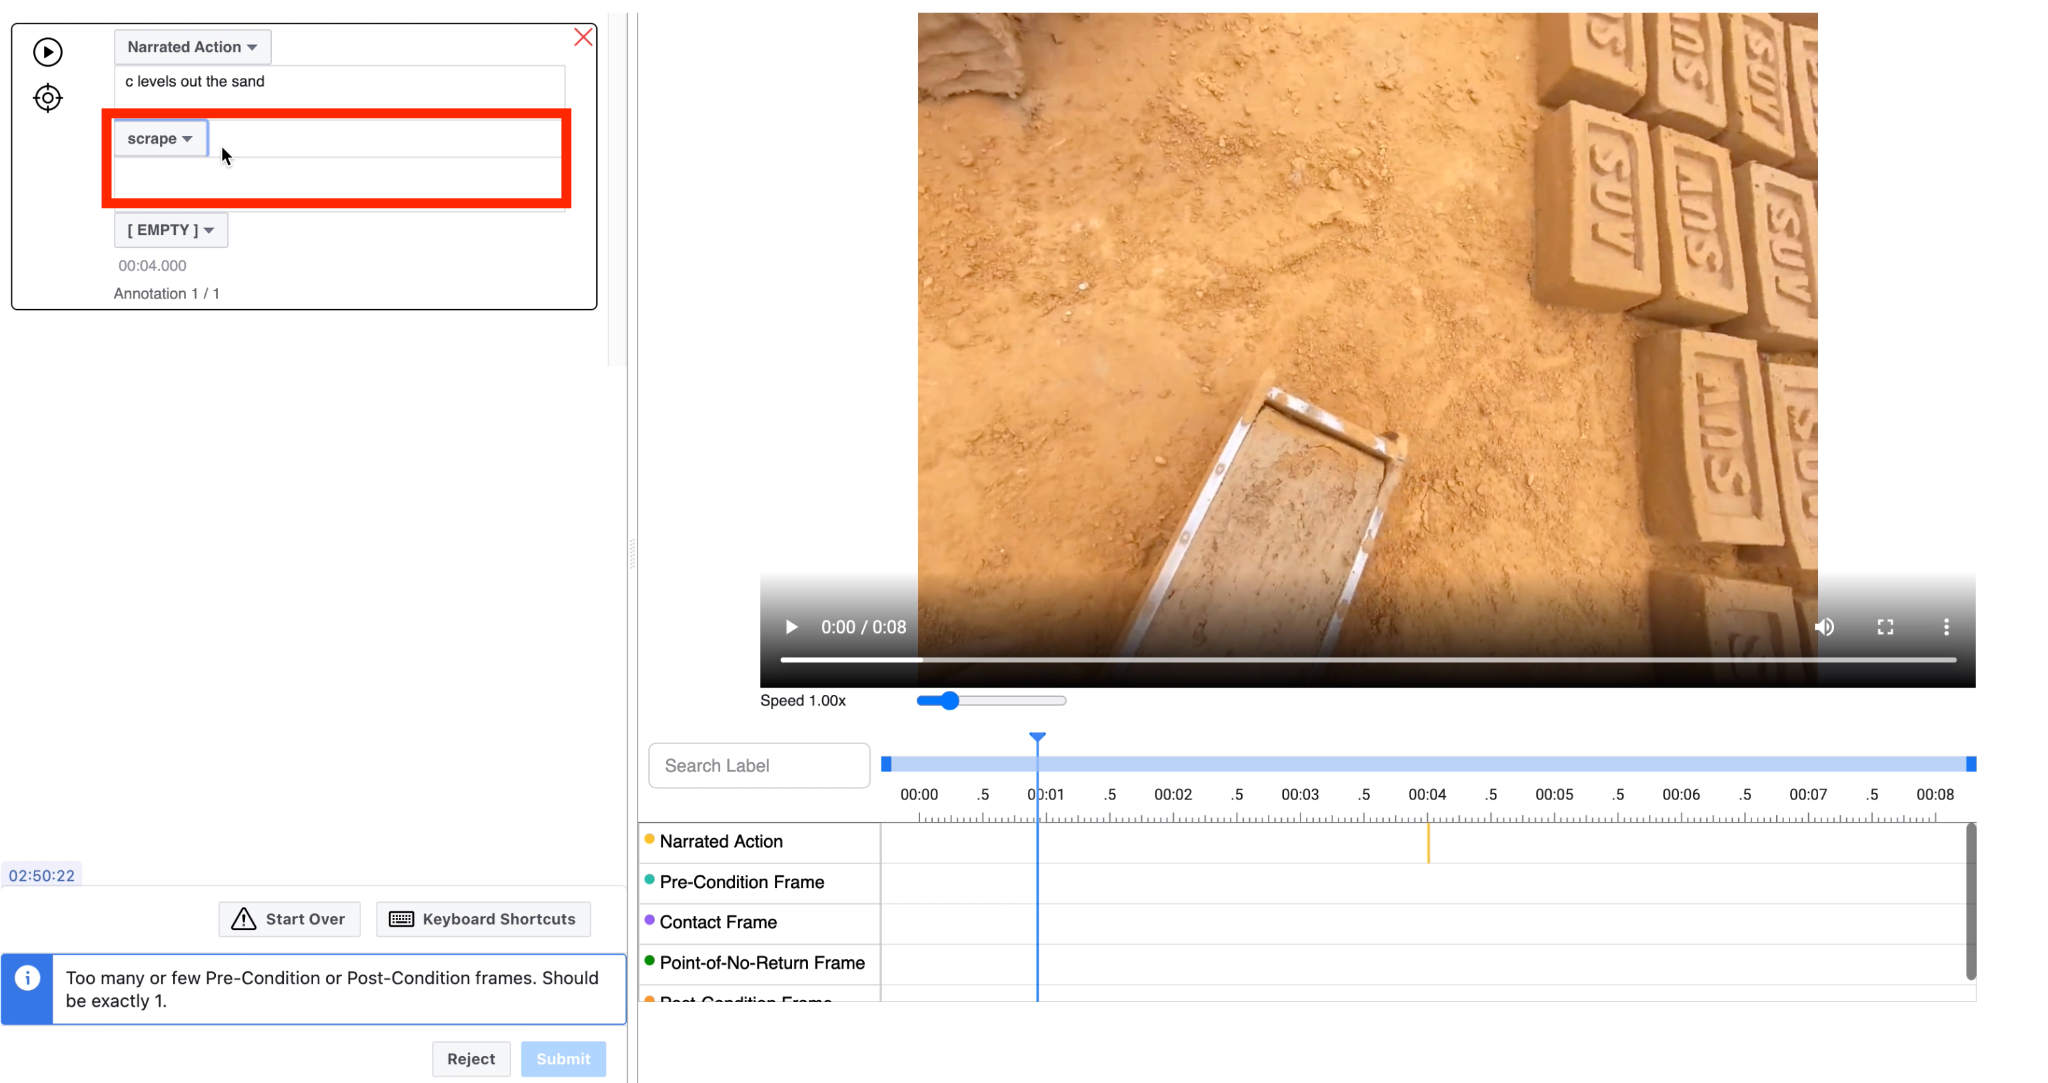 Narrated Action
c levels out the sand
scrape
[ EMPTY ]
00:04.000
Annotation 1 / 1
02:50:22
Start Over
Keyboard Shortcuts
Too many or few Pre-Condition or Post-Condition frames. Should
be exactly 1.
Reject
Submit
0:00 / 0:08
Speed 1.00x
Search Label
00:00 .5 00:01 .5 00:02 .5 00:03 .5 00:04 .5 00:05 .5 00:06 .5 00:07 .5 00:08
Narrated Action
Pre-Condition Frame
Contact Frame
Point-of-No-Return Frame
Post-Condition Frame